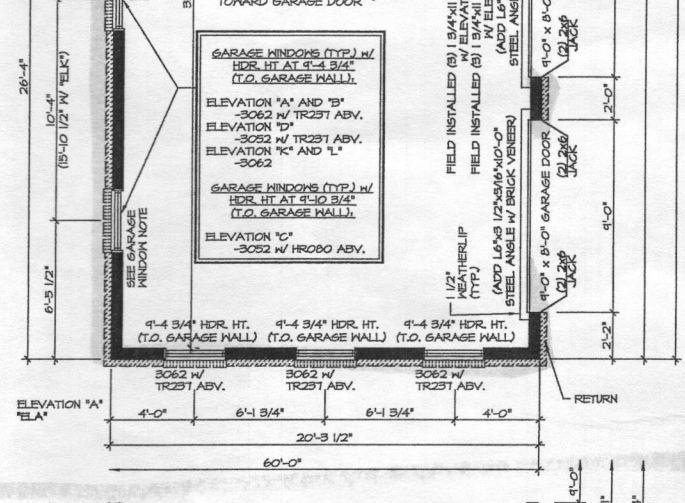 TOWARD GARAGE DOOR
GARAGE WINDOWS (TYP.) W/
HDR. HT AT 9'-4 3/4"
(T.O. GARAGE WALL).
ELEVATION "A" AND "B"
-3062 W/ TR237 ABV.
ELEVATION "D"
-3052 W/ TR237 ABV.
ELEVATION "K" AND "L"
-3062
GARAGE WINDOWS (TYP.) W/
HDR. HT AT 9'-10 3/4"
(T.O. GARAGE WALL).
ELEVATION "C"
-3052 W/ HR080 ABV.
26'-4"
10'-4"
(15'-10 1/2" W/ "ELK")
6'-5 1/2"
SEE GARAGE
WINDOW NOTE
FIELD INSTALLED (3) 1 3/4"x11
W/ ELEVAT
FIELD INSTALLED (3) 1 3/4"x11
W/ ELE
(ADD L6"
STEEL ANGL
9'-0" x 8'-0"
(2) 2x6
JACK
2'-0"
(ADD L6"x3 1/2"x5/16"x10'-0"
STEEL ANGLE W/ BRICK VENEER)
9'-0" x 8'-0" GARAGE DOOR
(2) 2x6
JACK
(2) 2x6
JACK
9'-0"
1 1/2"
WEATHERLIP
(TYP.)
2'-2"
9'-4 3/4" HDR. HT.
(T.O. GARAGE WALL)
9'-4 3/4" HDR. HT.
(T.O. GARAGE WALL)
9'-4 3/4" HDR. HT.
(T.O. GARAGE WALL)
3062 W/
TR237 ABV.
3062 W/
TR237 ABV.
3062 W/
TR237 ABV.
RETURN
ELEVATION "A"
"ELA"
4'-0"
6'-1 3/4"
6'-1 3/4"
4'-0"
20'-3 1/2"
60'-0"
9'-0"